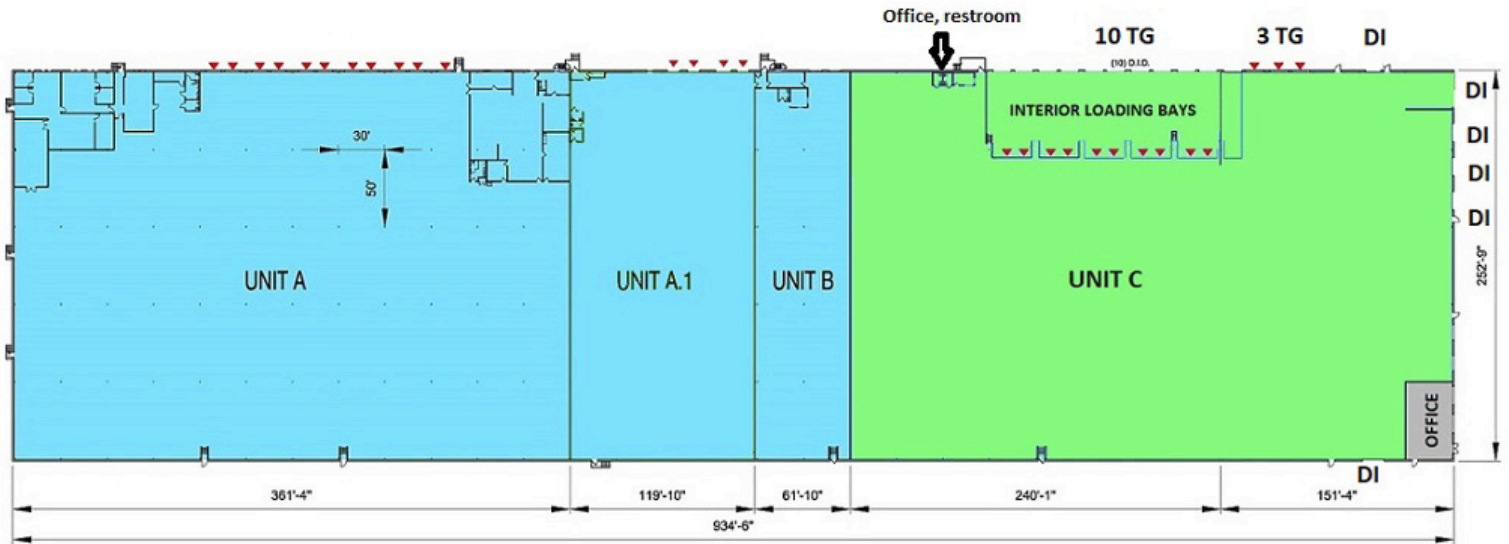 Office, restroom
10 TG
3 TG
DI
(10) D.I.D.
INTERIOR LOADING BAYS
DI
DI
DI
DI
30'
50'
UNIT A
UNIT A.1
UNIT B
UNIT C
252'-9"
OFFICE
DI
361'-4"
119'-10"
61'-10"
240'-1"
151'-4"
934'-6"